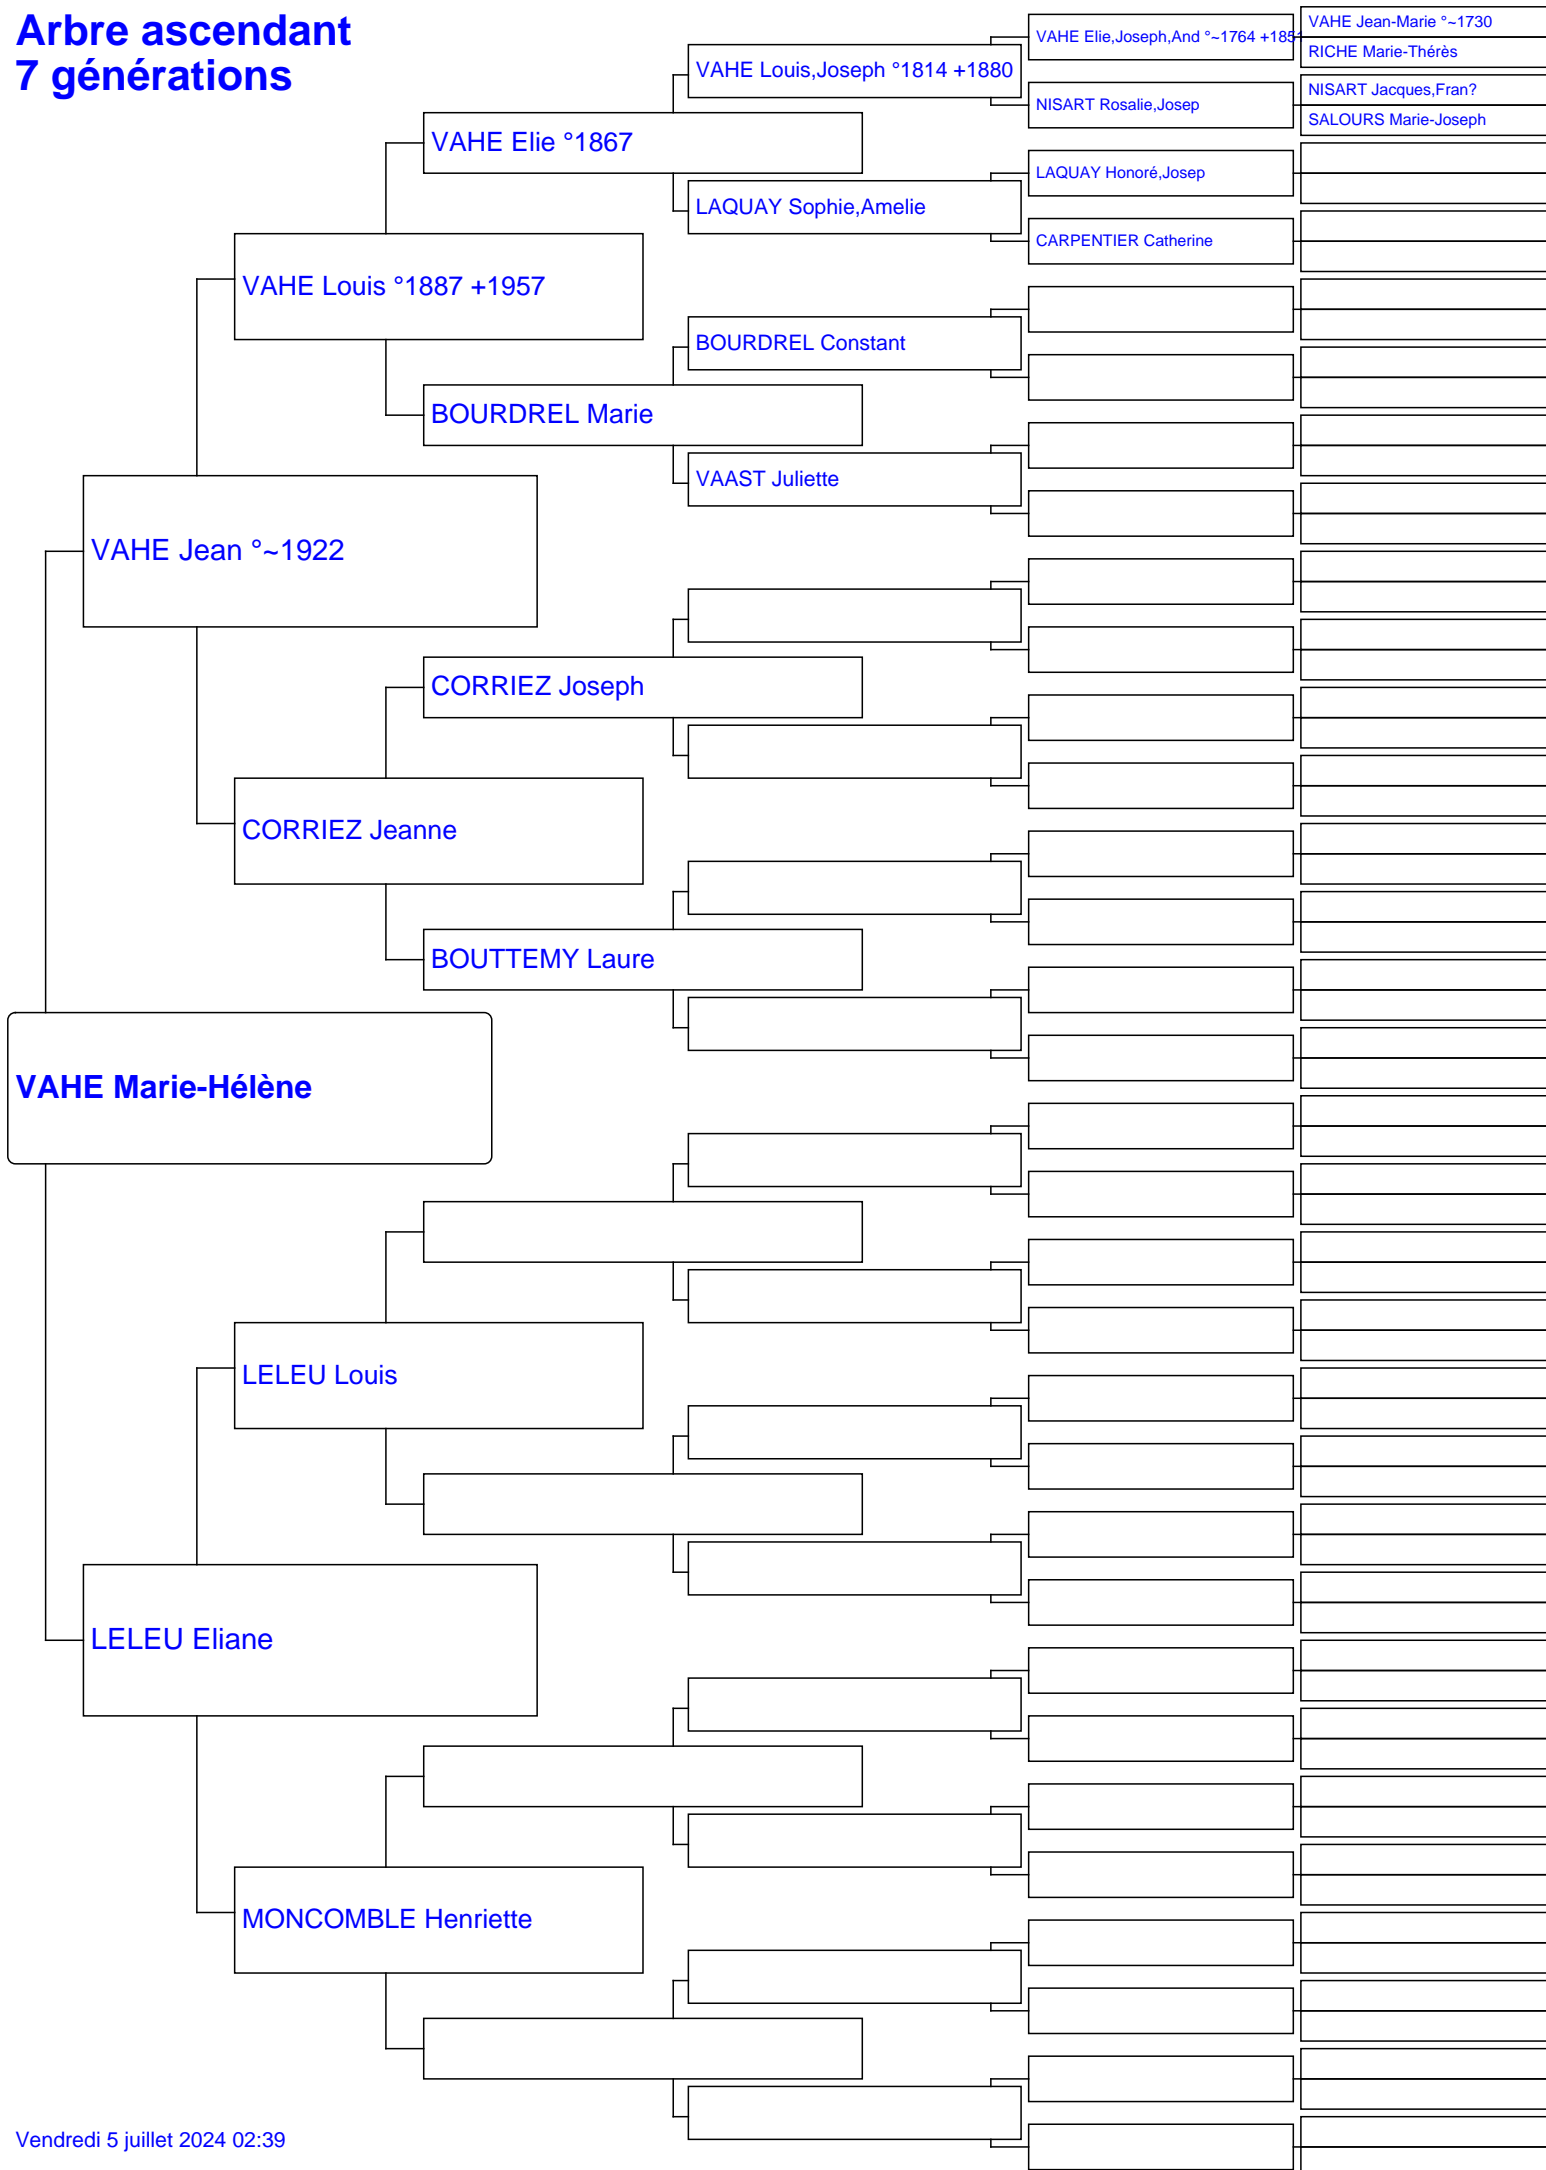 Arbre ascendant
7 générations
VAHE Jean-Marie °~1730
VAHE Elie,Joseph,And °~1764 +185
RICHE Marie-Thérès
VAHE Louis,Joseph °1814 +1880
NISART Jacques,Fran?
NISART Rosalie,Josep
SALOURS Marie-Joseph
VAHE Elie °1867
LAQUAY Honoré,Josep
LAQUAY Sophie,Amelie
CARPENTIER Catherine
VAHE Louis °1887 +1957
BOURDREL Constant
BOURDREL Marie
VAAST Juliette
VAHE Jean °~1922
CORRIEZ Joseph
CORRIEZ Jeanne
BOUTTEMY Laure
VAHE Marie-Hélène
LELEU Louis
LELEU Eliane
MONCOMBLE Henriette
Vendredi 5 juillet 2024 02:39